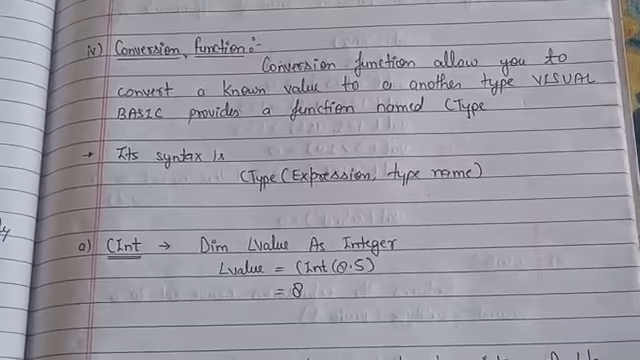 iv) Conversion function :-
Conversion function allow you to
convert a known value to a another type VISUAL
BASIC provides a function named CType
→ Its syntax is
CType (Expression, type name)
a) CInt → Dim Lvalue As Integer
Lvalue = CInt (8.5)
= 8